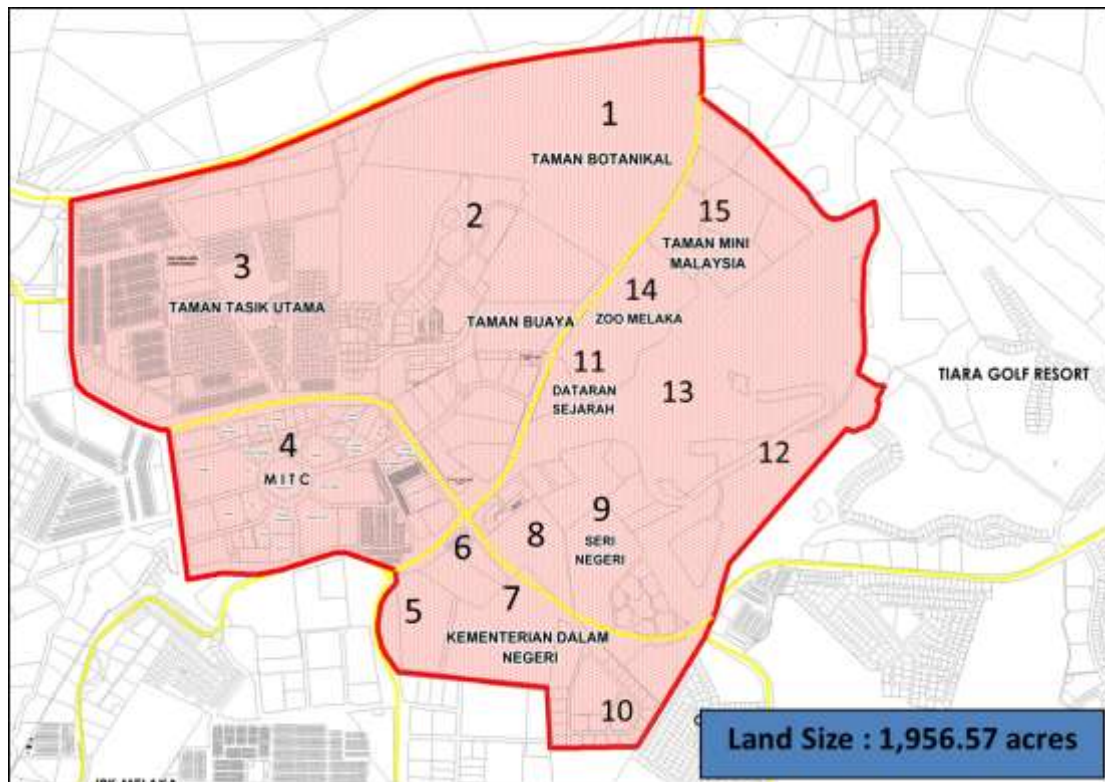 1
TAMAN BOTANIKAL
2
15
TAMAN MINI
MALAYSIA
3
TAMAN TASIK UTAMA
14
ZOO MELAKA
TAMAN BUAYA
11
DATARAN
SEJARAH
13
TIARA GOLF RESORT
4
MITC
12
9
SERI
NEGERI
8
6
7
5
KEMENTERIAN DALAM
NEGERI
10
Land Size : 1,956.57 acres